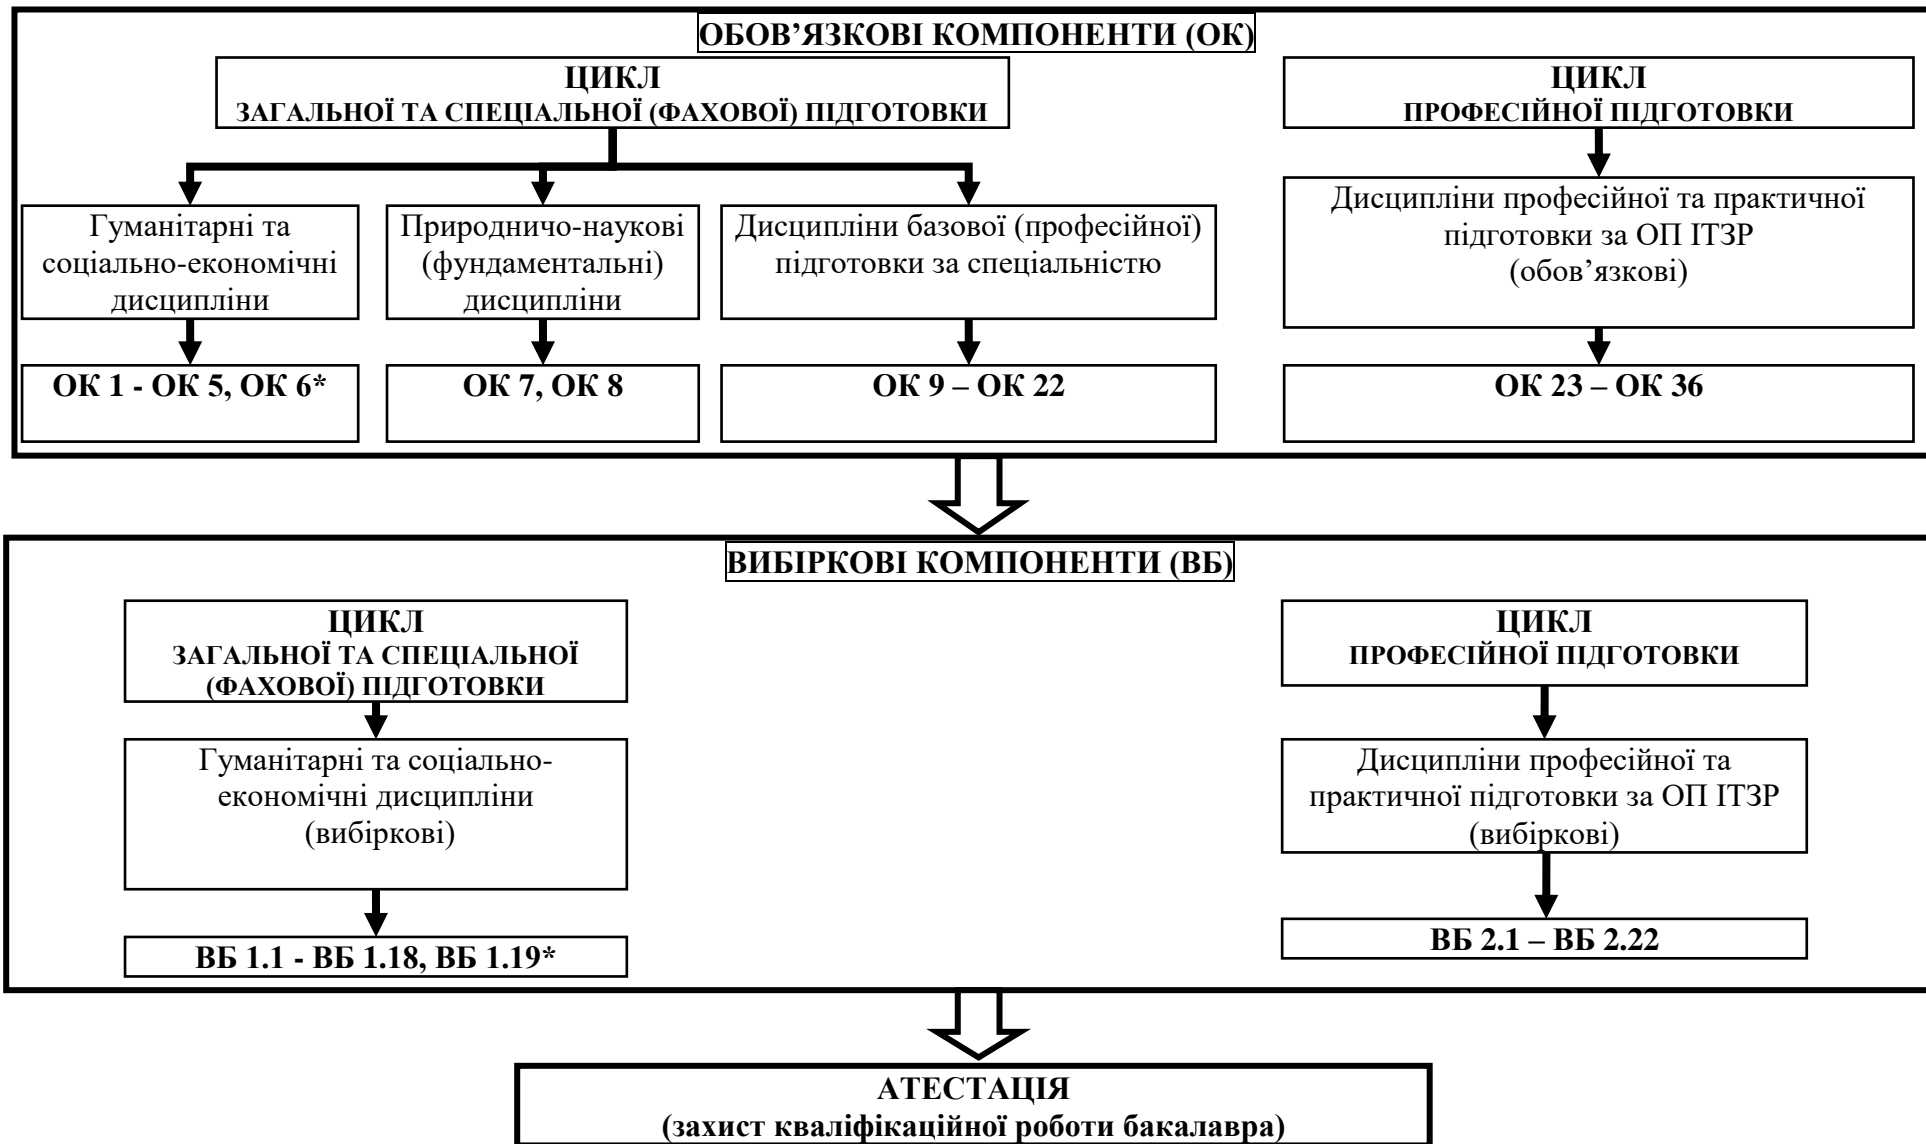 ОБОВ’ЯЗКОВІ КОМПОНЕНТИ (ОК)
ЦИКЛ
ЗАГАЛЬНОЇ ТА СПЕЦІАЛЬНОЇ (ФАХОВОЇ) ПІДГОТОВКИ
ЦИКЛ
ПРОФЕСІЙНОЇ ПІДГОТОВКИ
Гуманітарні та
соціально-економічні
дисципліни
Природничо-наукові
(фундаментальні)
дисципліни
Дисципліни базової (професійної)
підготовки за спеціальністю
Дисципліни професійної та практичної
підготовки за ОП ІТЗР
(обов’язкові)
ОК 1 - ОК 5, ОК 6*
ОК 7, ОК 8
ОК 9 – ОК 22
ОК 23 – ОК 36
ВИБІРКОВІ КОМПОНЕНТИ (ВБ)
ЦИКЛ
ЗАГАЛЬНОЇ ТА СПЕЦІАЛЬНОЇ
(ФАХОВОЇ) ПІДГОТОВКИ
ЦИКЛ
ПРОФЕСІЙНОЇ ПІДГОТОВКИ
Гуманітарні та соціально-
економічні дисципліни
(вибіркові)
Дисципліни професійної та
практичної підготовки за ОП ІТЗР
(вибіркові)
ВБ 1.1 - ВБ 1.18, ВБ 1.19*
ВБ 2.1 – ВБ 2.22
АТЕСТАЦІЯ
(захист кваліфікаційної роботи бакалавра)